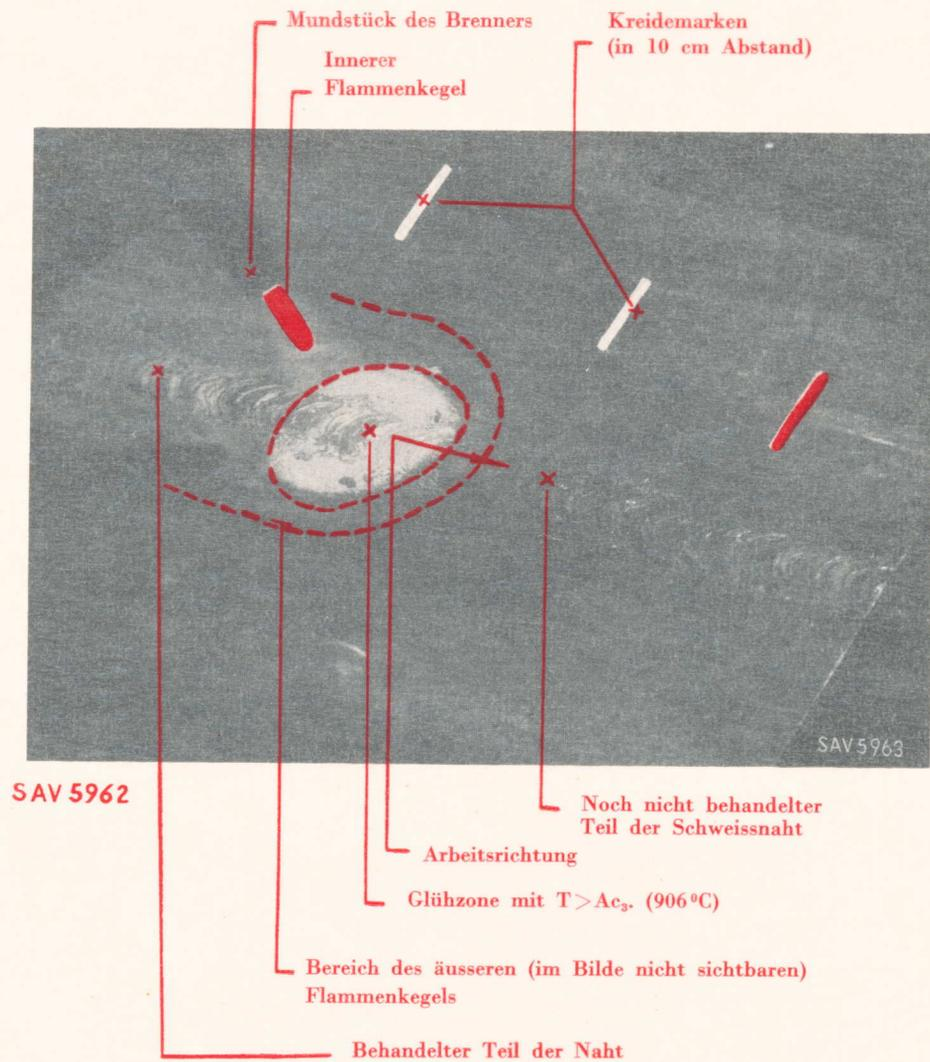 Mundstück des Brenners
Kreidemarken
(in 10 cm Abstand)
Innerer
Flammenkegel
SAV 5963
SAV 5962
Noch nicht behandelter
Teil der Schweissnaht
Arbeitsrichtung
Glühzone mit T>Ac₃. (906 ⁰C)
Bereich des äusseren (im Bilde nicht sichtbaren)
Flammenkegels
Behandelter Teil der Naht